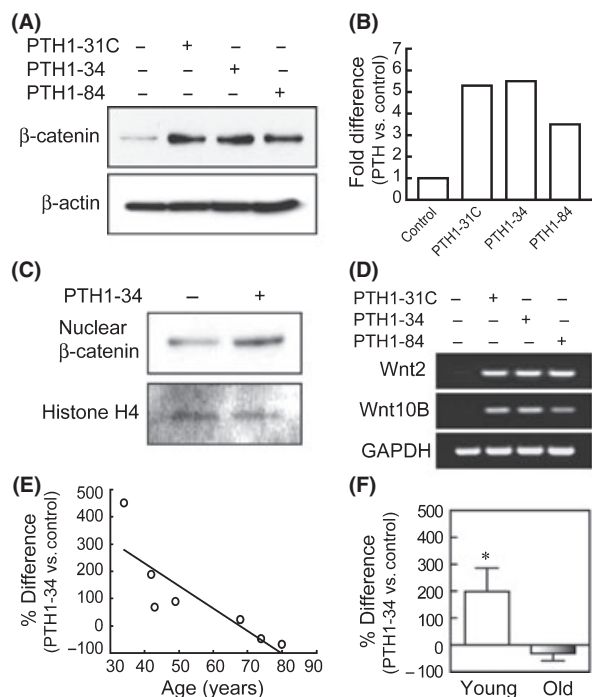 (A)
PTH1-31C – + – –
PTH1-34 – – + –
PTH1-84 – – – +
β-catenin
β-actin
(B)
Fold difference
(PTH vs. control)
7
6
5
4
3
2
1
0
Control
PTH1-31C
PTH1-34
PTH1-84
(C)
PTH1-34 – +
Nuclear
β-catenin
Histone H4
(D)
PTH1-31C – + – –
PTH1-34 – – + –
PTH1-84 – – – +
Wnt2
Wnt10B
GAPDH
(E)
% Difference
(PTH1-34 vs. control)
500
400
300
200
100
0
–100
30 40 50 60 70 80 90
Age (years)
(F)
% Difference
(PTH1-34 vs. control)
500
400
300
200
100
0
–100
*
Young Old